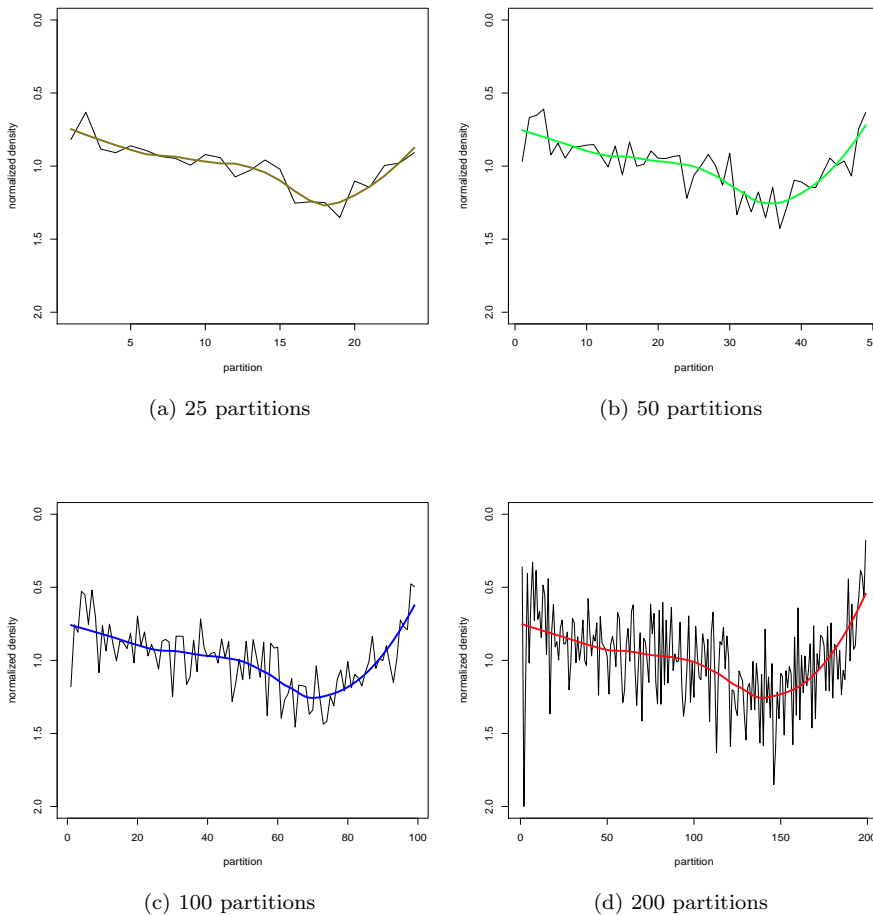 0.0
0.5
1.0
1.5
2.0
normalized density
5 10 15 20
partition
(a) 25 partitions
0.0
0.5
1.0
1.5
2.0
normalized density
0 10 20 30 40
partition
(b) 50 partitions
0.0
0.5
1.0
1.5
2.0
normalized density
0 20 40 60 80 100
partition
(c) 100 partitions
0.0
0.5
1.0
1.5
2.0
normalized density
0 50 100 150
partition
(d) 200 partitions